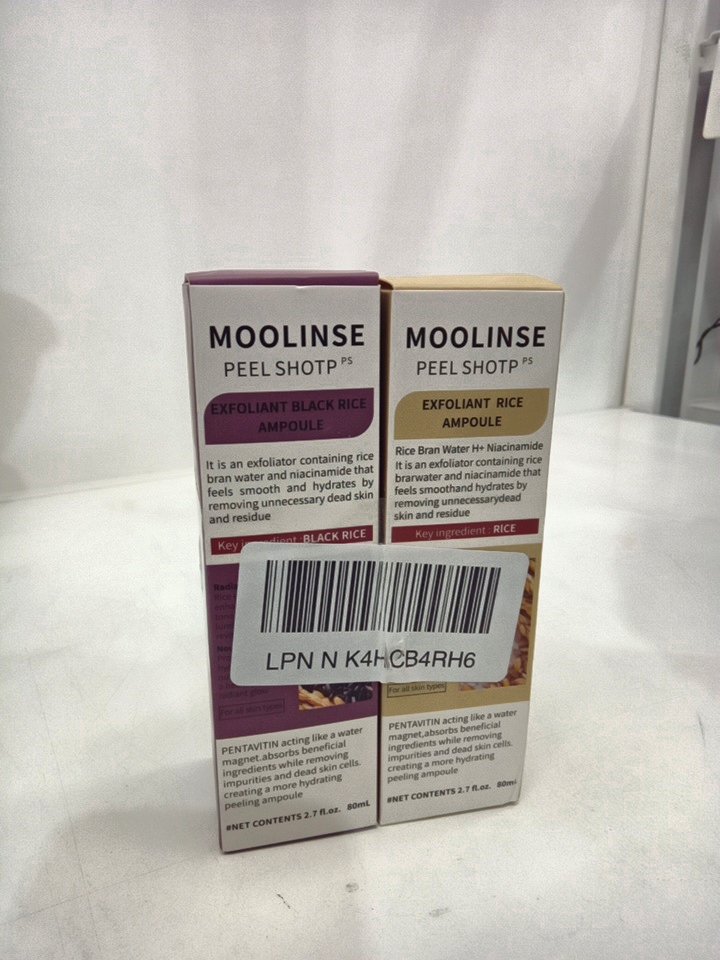 MOOLINSE
PEEL SHOTP PS
EXFOLIANT BLACK RICE
AMPOULE
It is an exfoliator containing rice
bran water and niacinamide that
feels smooth and hydrates by
removing unnecessary dead skin
and residue
Key ingredient : BLACK RICE
For all skin types
PENTAVITIN acting like a water
magnet.absorbs beneficial
ingredients while removing
impurities and dead skin cells.
creating a more hydrating
peeling ampoule
#NET CONTENTS 2.7 fl.oz. 80mL
MOOLINSE
PEEL SHOTP PS
EXFOLIANT RICE
AMPOULE
Rice Bran Water H+ Niacinamide
It is an exfoliator containing rice
brarwater and niacinamide that
feels smoothand hydrates by
removing unnecessarydead
skin and residue
Key ingredient : RICE
For all skin types
PENTAVITIN acting like a water
magnet,absorbs beneficial
ingredients while removing
impurities and dead skin cells.
creating a more hydrating
peeling ampoule
#NET CONTENTS 2.7 fl.oz. 80mL
LPN N K4HCB4RH6